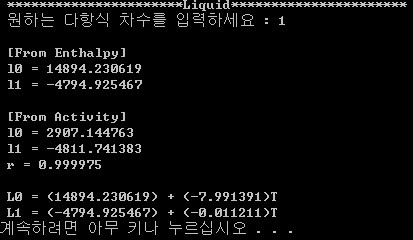 **********************Liquid**********************
원하는 다항식 차수를 입력하세요 : 1
[From Enthalpy]
l0 = 14894.230619
l1 = -4794.925467
[From Activity]
l0 = 2907.144763
l1 = -4811.741383
r = 0.999975
L0 = (14894.230619) + (-7.991391)T
L1 = (-4794.925467) + (-0.011211)T
계속하려면 아무 키나 누르십시오 . . .